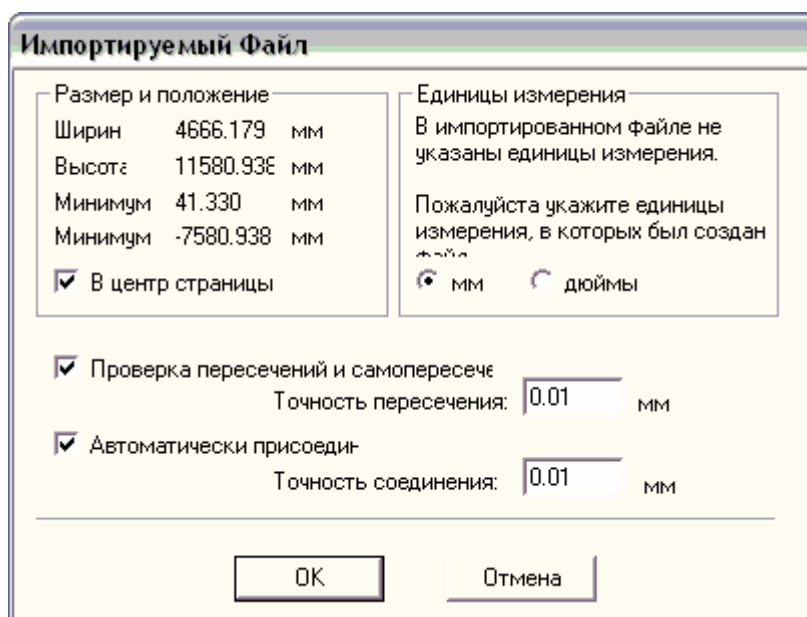 Импортируемый Файл
Размер и положение
Ширин 4666.179 мм
Высота 11580.938 мм
Минимум 41.330 мм
Минимум -7580.938 мм
В центр страницы
Единицы измерения
В импортированном файле не
указаны единицы измерения.
Пожалуйста укажите единицы
измерения, в которых был создан
файл
мм дюймы
Проверка пересечений и самопересече
Точность пересечения: 0.01 мм
Автоматически присоедин
Точность соединения: 0.01 мм
OK Отмена